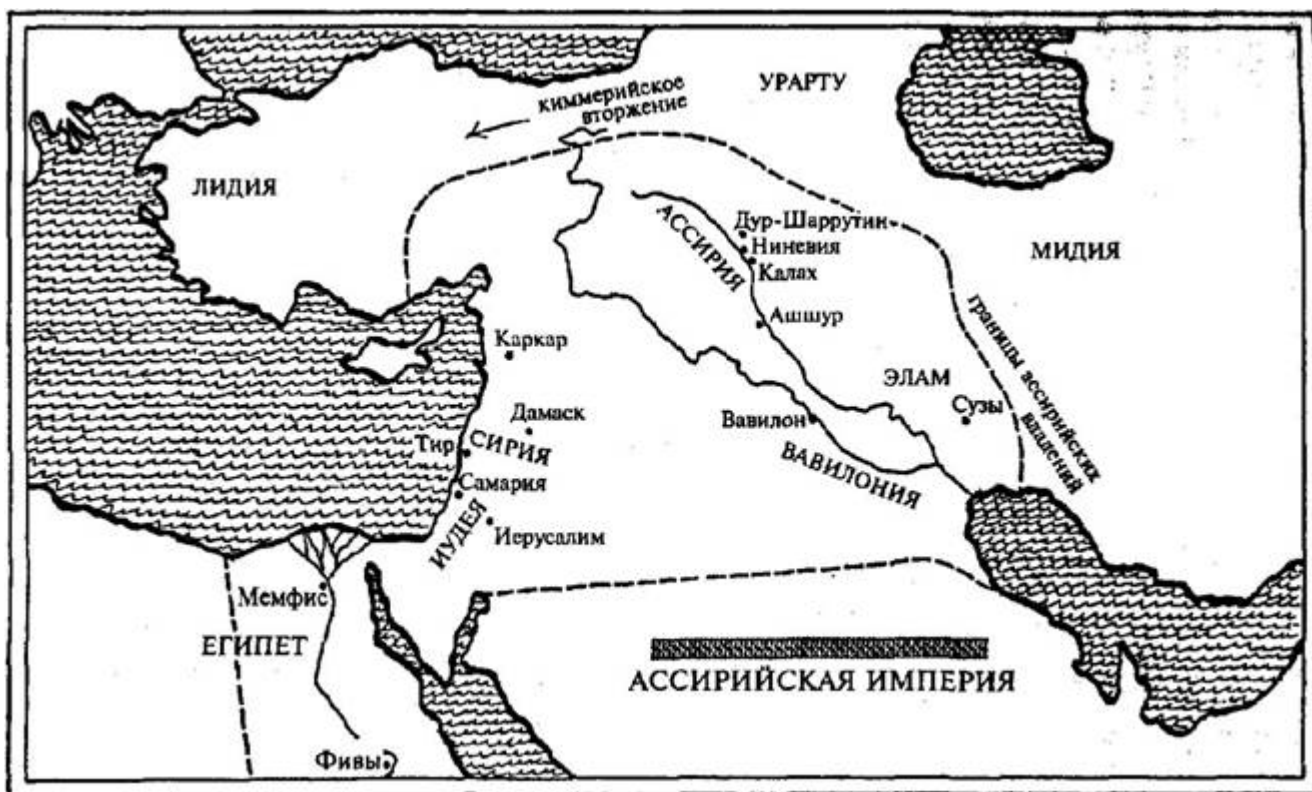 киммерийское
вторжение
УРАРТУ
ЛИДИЯ
АССИРИЯ
Дур-Шаррутин
Ниневия
Калах
МИДИЯ
Ашшур
границы ассирийских
владений
Каркар
ЭЛАМ
Сузы
Дамаск
Вавилон
Тир
СИРИЯ
ВАВИЛОНИЯ
Самария
ИУДЕЯ
Иерусалим
Мемфис
ЕГИПЕТ
АССИРИЙСКАЯ ИМПЕРИЯ
Фивы